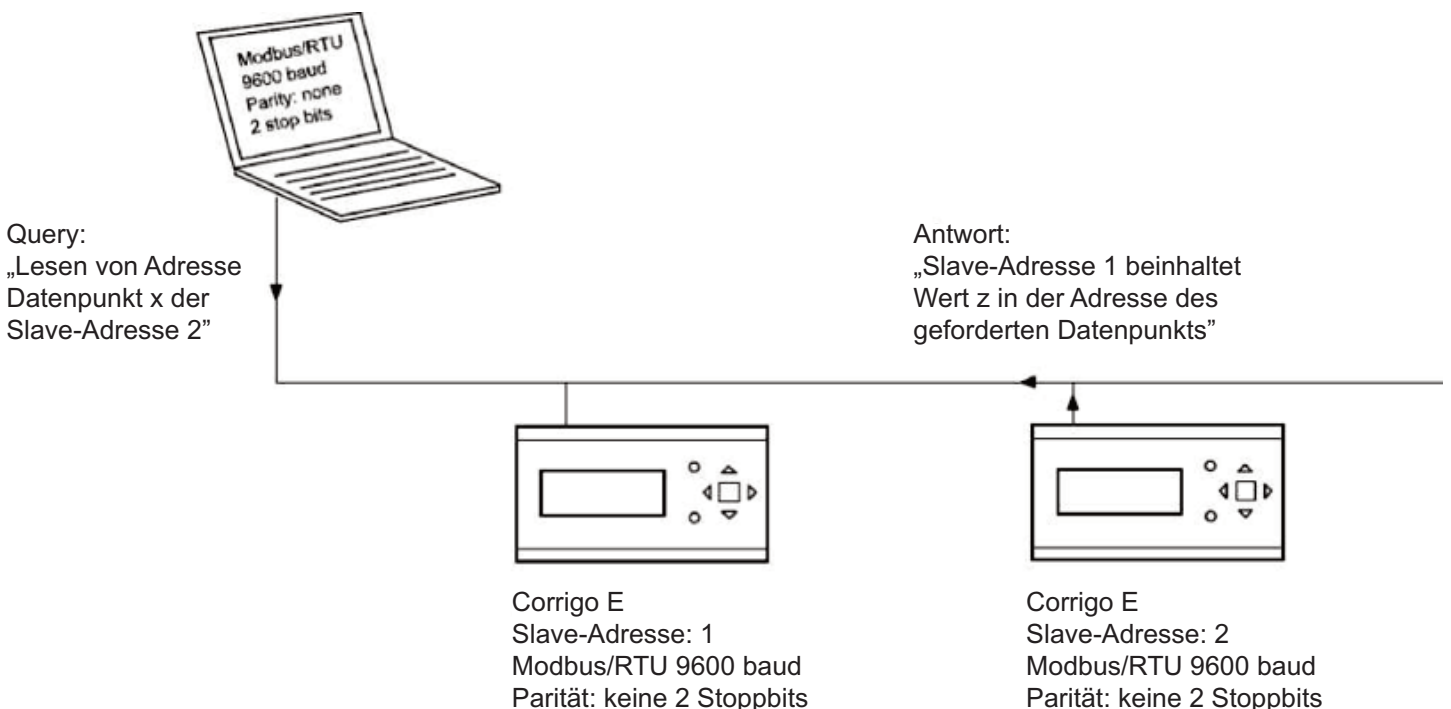 Modbus/RTU
9600 baud
Parity: none
2 stop bits
Query:
„Lesen von Adresse
Datenpunkt x der
Slave-Adresse 2”
Antwort:
„Slave-Adresse 1 beinhaltet
Wert z in der Adresse des
geforderten Datenpunkts”
Corrigo E
Slave-Adresse: 1
Modbus/RTU 9600 baud
Parität: keine 2 Stoppbits
Corrigo E
Slave-Adresse: 2
Modbus/RTU 9600 baud
Parität: keine 2 Stoppbits